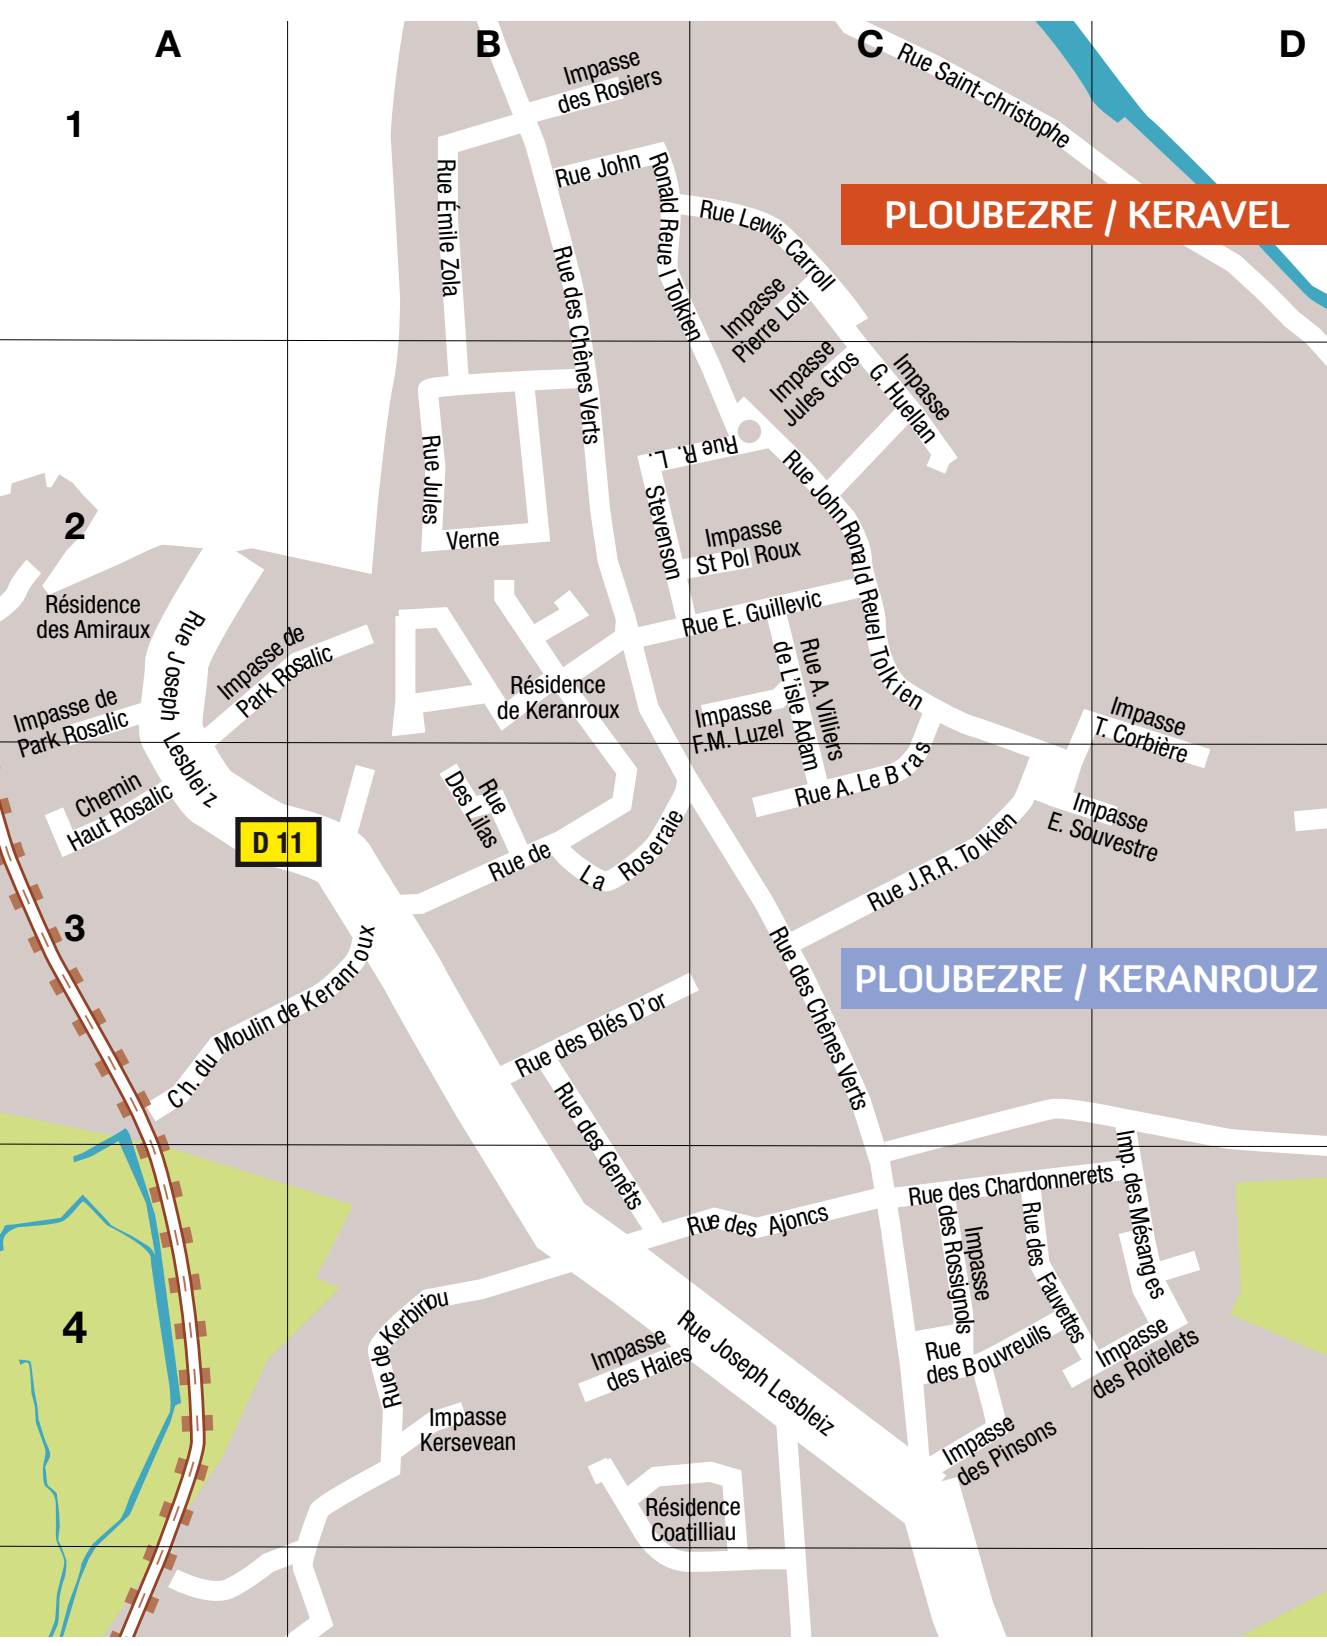 A
B
C
D
1
Impasse
des Rosiers
Rue Saint-christophe
Rue John
Ronald Reue l Tolkien
Rue Émile Zola
Rue Lewis Carroll
PLOUBEZRE / KERAVEL
Rue des Chênes Verts
Impasse
Pierre Loti
Impasse
Jules Gros
Impasse
G. Huellan
2
Rue Jules
Verne
Rue R. L.
Stevenson
Rue John Ronald Reuel Tolkien
Impasse
St Pol Roux
Résidence
des Amiraux
Rue Joseph Lesbleiz
Impasse de
Park Rosalic
Rue E. Guillevic
Rue A. Villiers
de L'isle Adam
Impasse de
Park Rosalic
Résidence
de Keranroux
Impasse
F.M. Luzel
Impasse
T. Corbière
Chemin
Haut Rosalic
Rue
Des Lilas
Rue A. Le Bras
Impasse
E. Souvestre
D 11
Rue de La Roseraie
Rue J.R.R. Tolkien
3
Ch. du Moulin de Keranroux
Rue des Chênes Verts
PLOUBEZRE / KERANROUZ
Rue des Blés D'or
Rue des Genêts
Rue des Chardonnerets
Imp. des Mésanges
Rue des Ajoncs
Impasse
des Rossignols
Rue des Fauvettes
4
Rue de Kerbiriou
Impasse
des Haies
Rue Joseph Lesbleiz
Rue
des Bouvreuils
Impasse
des Roitelets
Impasse
Kersevean
Impasse
des Pinsons
Résidence
Coatilliau